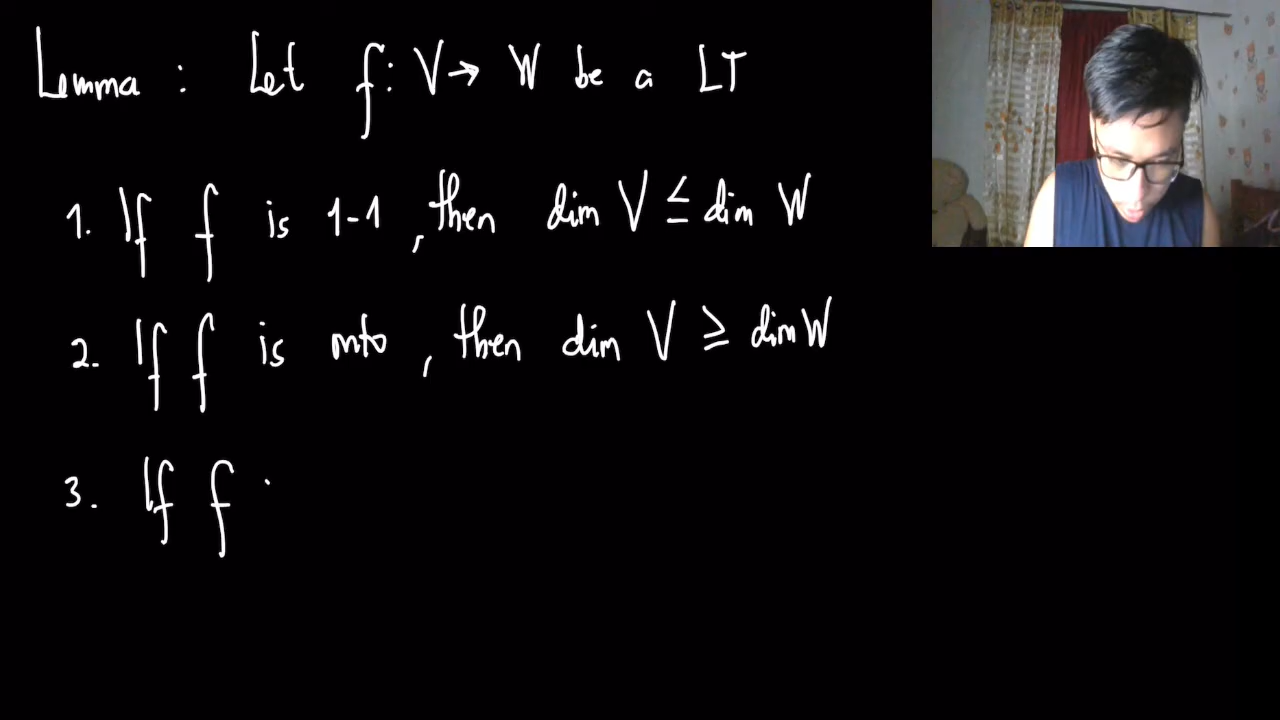 Lemma : Let f: V → W be a LT
1. If f is 1-1 , then dim V ≤ dim W
2. If f is onto , then dim V ≥ dim W
3. If f